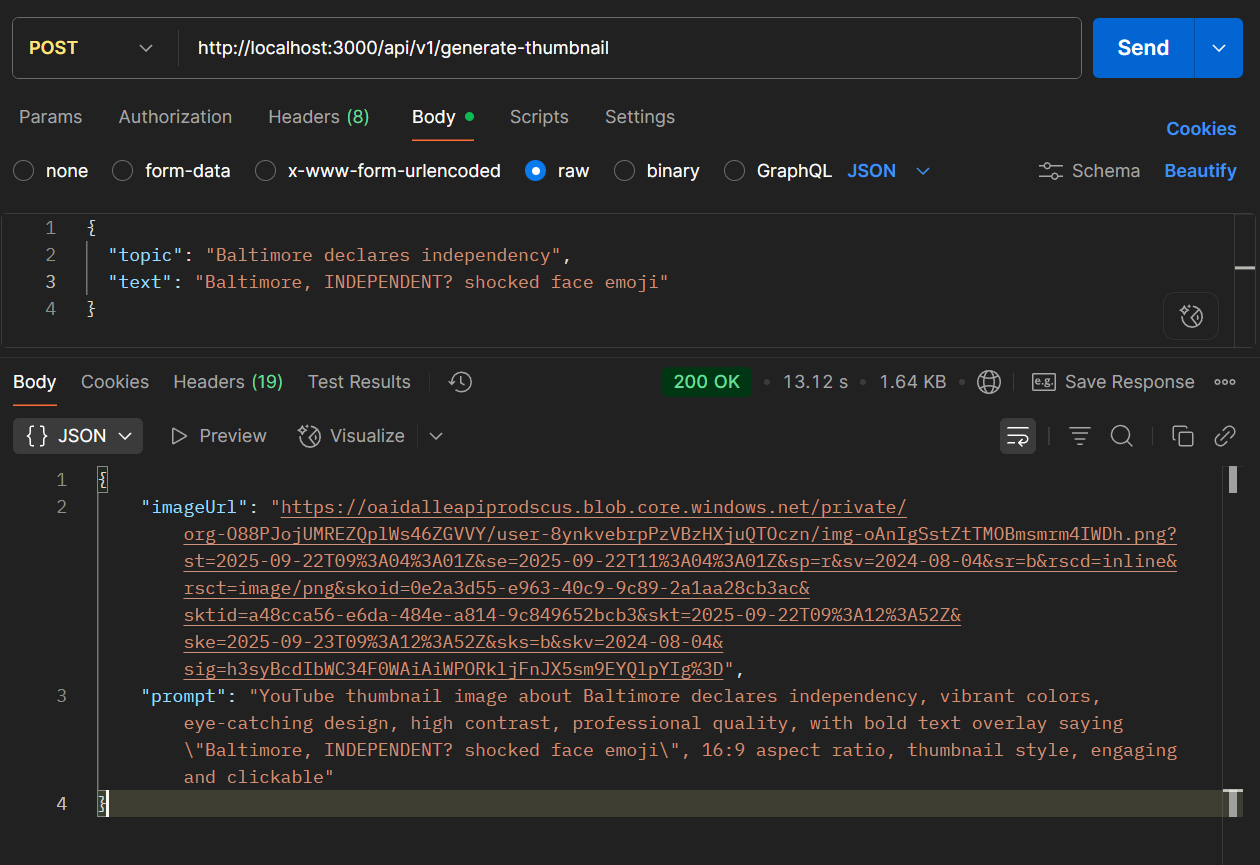 POST http://localhost:3000/api/v1/generate-thumbnail Send
Params Authorization Headers (8) Body Scripts Settings
Cookies
none form-data x-www-form-urlencoded raw binary GraphQL JSON Schema Beautify
1 {
2 "topic": "Baltimore declares independency",
3 "text": "Baltimore, INDEPENDENT? shocked face emoji"
4 }
Body Cookies Headers (19) Test Results 200 OK 13.12 s 1.64 KB e.g. Save Response
{} JSON Preview Visualize
1 {
2 "imageUrl": "https://oaidalleapiprodscus.blob.core.windows.net/private/
org-O88PJojUMREZQplWs46ZGVVY/user-8ynkvebrpPzVBzHXjuQTOczn/img-oAnIgSstZtTMOBmsmrm4IWDh.png?
st=2025-09-22T09%3A04%3A01Z&se=2025-09-22T11%3A04%3A01Z&sp=r&sv=2024-08-04&sr=b&rscd=inline&
rsct=image/png&skoid=0e2a3d55-e963-40c9-9c89-2a1aa28cb3ac&
sktid=a48cca56-e6da-484e-a814-9c849652bcb3&skt=2025-09-22T09%3A12%3A52Z&
ske=2025-09-23T09%3A12%3A52Z&sks=b&skv=2024-08-04&
sig=h3syBcdIbWC34F0WAiAiWPORkljFnJX5sm9EYQlpYIg%3D",
3 "prompt": "YouTube thumbnail image about Baltimore declares independency, vibrant colors,
eye-catching design, high contrast, professional quality, with bold text overlay saying
\"Baltimore, INDEPENDENT? shocked face emoji\", 16:9 aspect ratio, thumbnail style, engaging
and clickable"
4 }